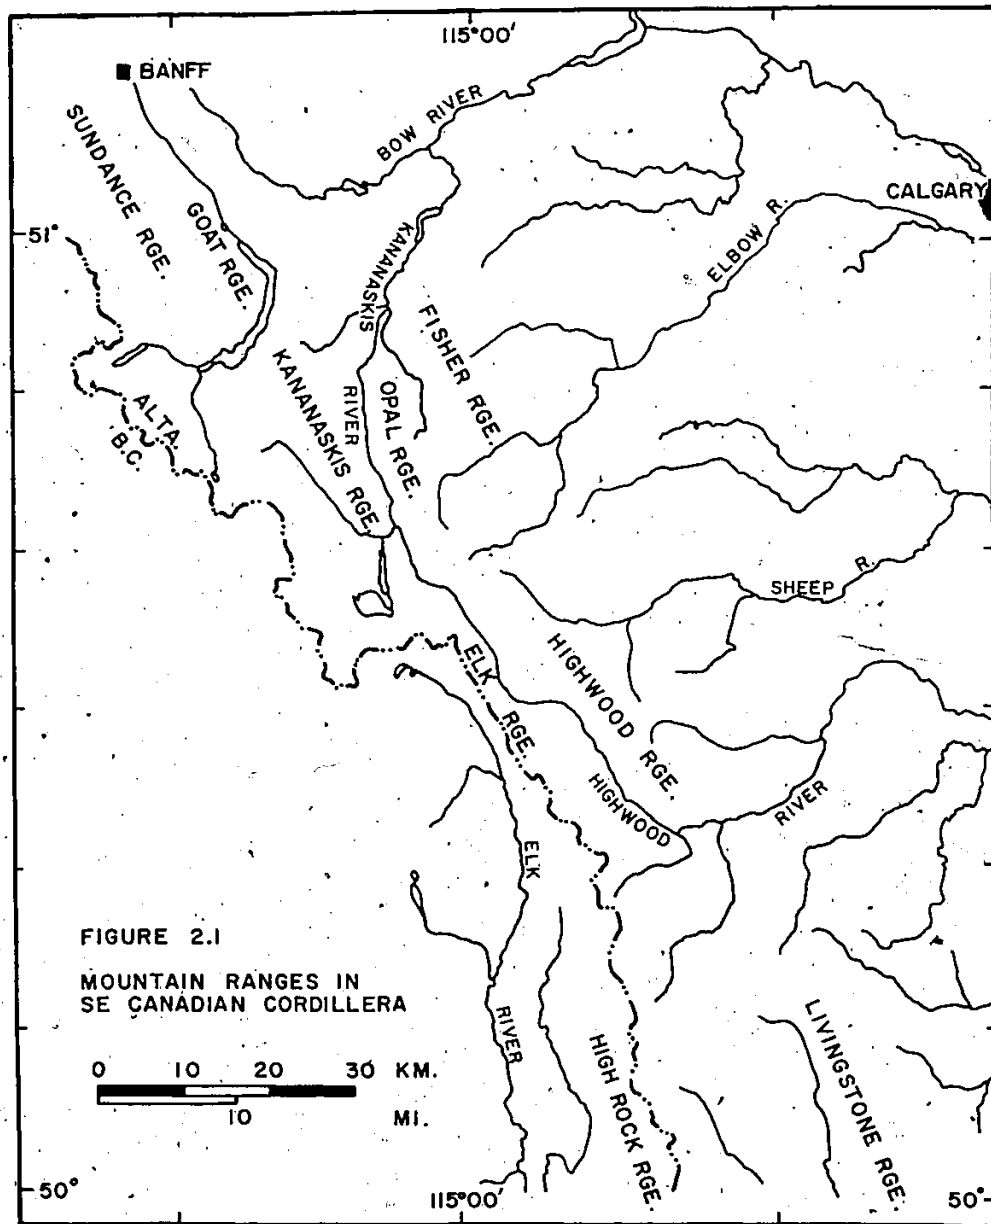 115°00'
BANFF
BOW RIVER
SUNDANCE RGE.
CALGARY
GOAT RGE.
ELBOW R.
51°
KANANASKIS
RIVER
FISHER RGE.
OPAL RGE.
KANANASKIS RGE.
ALTA.
B.C.
SHEEP R.
HIGHWOOD RGE.
ELK RGE.
HIGHWOOD
RIVER
ELK
RIVER
FIGURE 2.1
MOUNTAIN RANGES IN
SE CANADIAN CORDILLERA
0 10 20 30 KM.
10 MI.
HIGH ROCK RGE.
LIVINGSTONE RGE.
50°
115°00'
50°